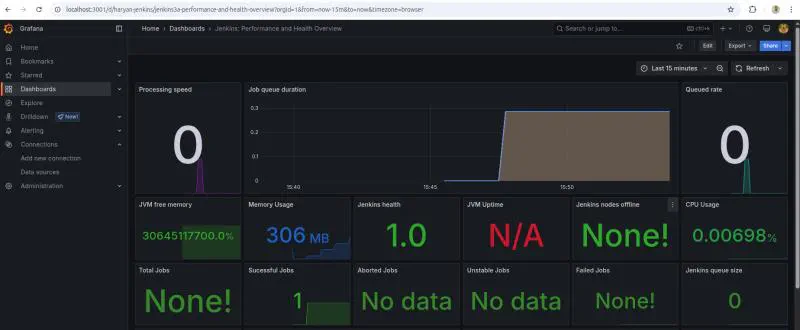 localhost:3001/d/haryan-jenkins/jenkins3a-performance-and-health-overview?orgId=1&from=now-15m&to=now&timezone=browser
Grafana
Home › Dashboards › Jenkins: Performance and Health Overview
Search or jump to...
ctrl+k
Home
Bookmarks
Starred
Dashboards
Explore
Drilldown
New!
Alerting
Connections
Add new connection
Data sources
Administration
Edit
Export
Share
Last 15 minutes
Refresh
Processing speed
0
Job queue duration
0.3
0.2
0.1
0
15:40
15:45
15:50
Queued rate
0
JVM free memory
30645117700.0%
Memory Usage
306 MB
Jenkins health
1.0
JVM Uptime
N/A
Jenkins nodes offline
None!
CPU Usage
0.00698%
Total Jobs
None!
Sucessful Jobs
1
Aborted Jobs
No data
Unstable Jobs
No data
Failed Jobs
None!
Jenkins queue size
0